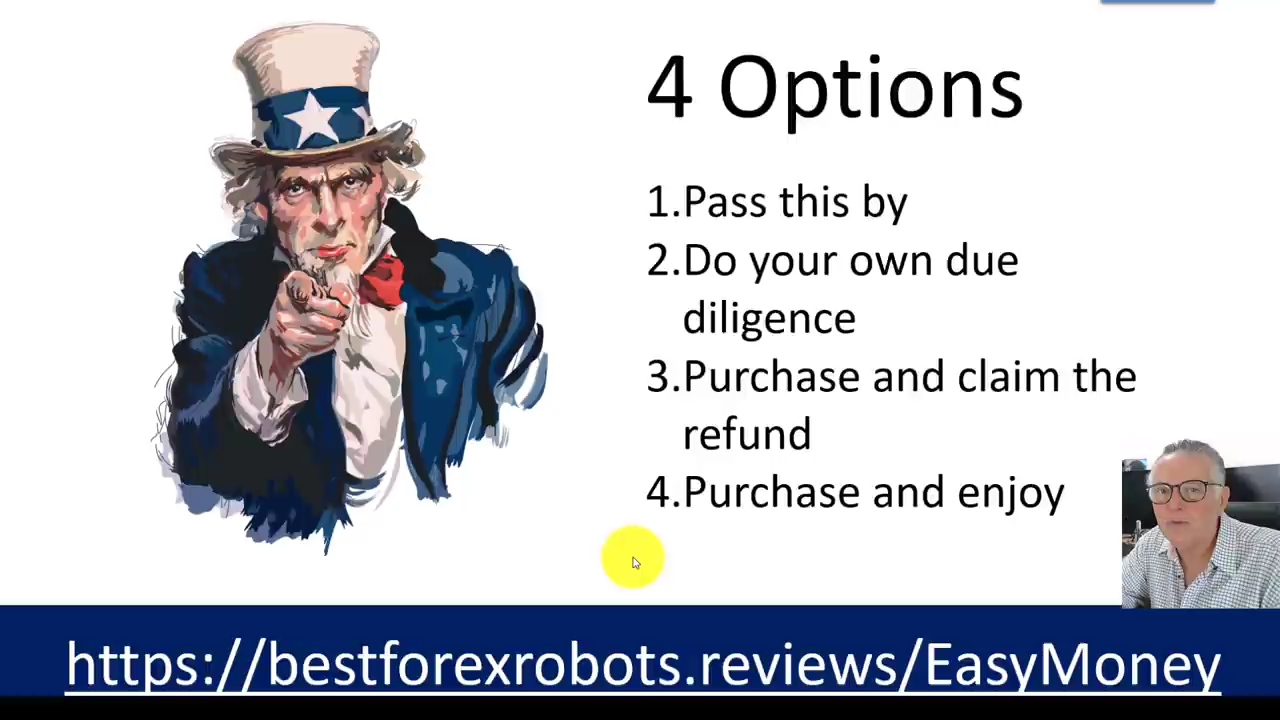 4 Options
1.Pass this by
2.Do your own due
diligence
3.Purchase and claim the
refund
4.Purchase and enjoy
https://bestforexrobots.reviews/EasyMoney